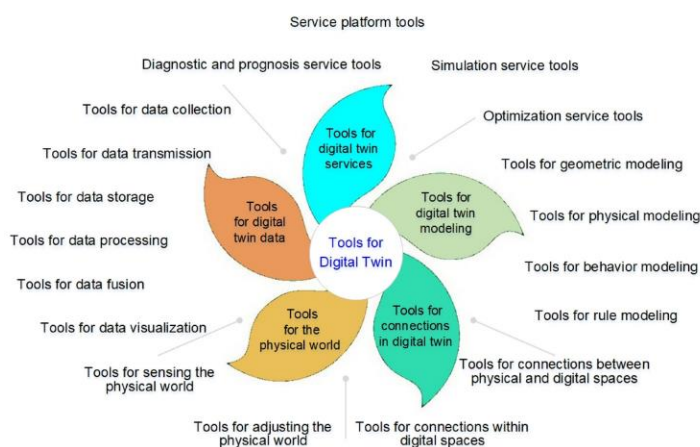 Service platform tools
Diagnostic and prognosis service tools
Simulation service tools
Tools for data collection
Optimization service tools
Tools for
digital twin
services
Tools for data transmission
Tools for geometric modeling
Tools for data storage
Tools
for digital
twin data
Tools for
digital twin
modeling
Tools for physical modeling
Tools for data processing
Tools for
Digital Twin
Tools for behavior modeling
Tools for data fusion
Tools for rule modeling
Tools for data visualization
Tools
for the
physical world
Tools for
connections
in digital twin
Tools for sensing the
physical world
Tools for connections between
physical and digital spaces
Tools for adjusting the
physical world
Tools for connections within
digital spaces